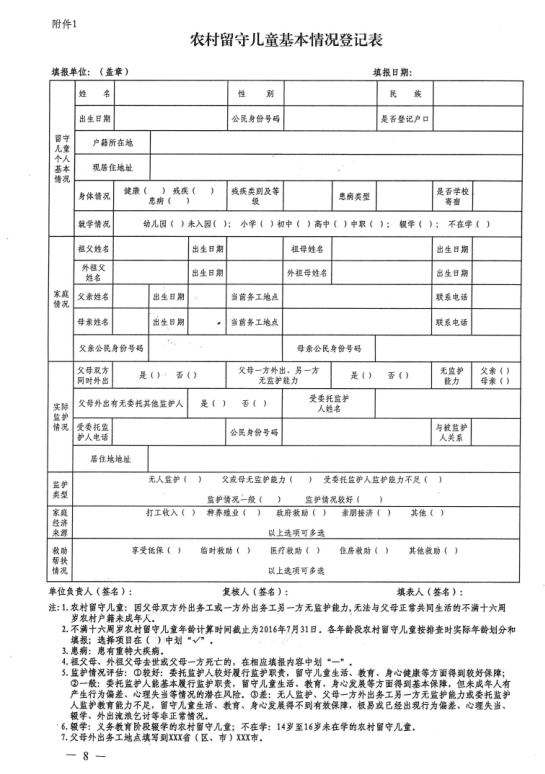 附件1
农村留守儿童基本情况登记表
填报单位：（盖章） 填报日期：
留守儿童个人基本情况
姓 名 性 别 民 族
出生日期 公民身份号码 是否登记户口
户籍所在地
现居住地址
身体情况 健康（ ） 残疾（ ） 患病（ ） 残疾类别及等级 患病类型 是否学校寄宿
就学情况 幼儿园（ ）未入园（ ）； 小学（ ）初中（ ）高中（ ）中职（ ）； 辍学（ ）； 不在学（ ）
家庭情况
祖父姓名 出生日期 祖母姓名 出生日期
外祖父姓名 出生日期 外祖母姓名 出生日期
父亲姓名 出生日期 当前务工地点 联系电话
母亲姓名 出生日期 当前务工地点 联系电话
父亲公民身份号码 母亲公民身份号码
实际监护情况
父母双方同时外出 是（ ） 否（ ） 父母一方外出、另一方无监护能力 是（ ） 否（ ） 无监护能力 父亲（ ） 母亲（ ）
父母外出有无委托其他监护人 是（ ） 否（ ） 受委托监护人姓名
受委托监护人电话 公民身份号码 与被监护人关系
居住地地址
监护类型
无人监护（ ） 父或母无监护能力（ ） 受委托监护人监护能力不足（ ）
监护情况一般（ ） 监护情况较好（ ）
家庭经济来源
打工收入（ ） 种养殖业（ ） 政府救助（ ） 亲朋接济（ ） 其他（ ）
以上选项可多选
救助帮扶情况
享受低保（ ） 临时救助（ ） 医疗救助（ ） 住房救助（ ） 其他救助（ ）
以上选项可多选
单位负责人（签名）： 复核人（签名）： 填表人（签名）：
注：1.农村留守儿童：因父母双方外出务工或一方外出务工另一方无监护能力，无法与父母正常共同生活的不满十六周
岁农村户籍未成年人。
2.不满十六周岁农村留守儿童年龄计算时间截止为2016年7月31日。各年龄段农村留守儿童按排查时实际年龄划分和
填报；选择项目在（ ）中划“✓”。
3.患病：患有重特大疾病。
4.祖父母、外祖父母去世或父母一方死亡的，在相应填报内容中划“一”。
5.监护情况评估：①较好：委托监护人较好履行监护职责，留守儿童生活、教育、身心健康等方面得到较好保障；
②一般：委托监护人能基本履行监护职责，留守儿童生活、教育、身心发展等方面得到基本保障，但未成年人有
产生行为偏差、心理失当等情况的潜在风险。③差：无人监护、父母一方外出务工另一方无监护能力或委托监护
人监护教育能力不足，留守儿童生活、教育、身心发展得不到有效保障，极易或已经出现行为偏差、心理失当、
辍学、外出流浪乞讨等非正常情况。
6.辍学：义务教育阶段辍学的农村留守儿童；不在学：14岁至16岁未在学的农村留守儿童。
7.父母外出务工地点填写到XXX省（区、市）XXX市。
— 8 —